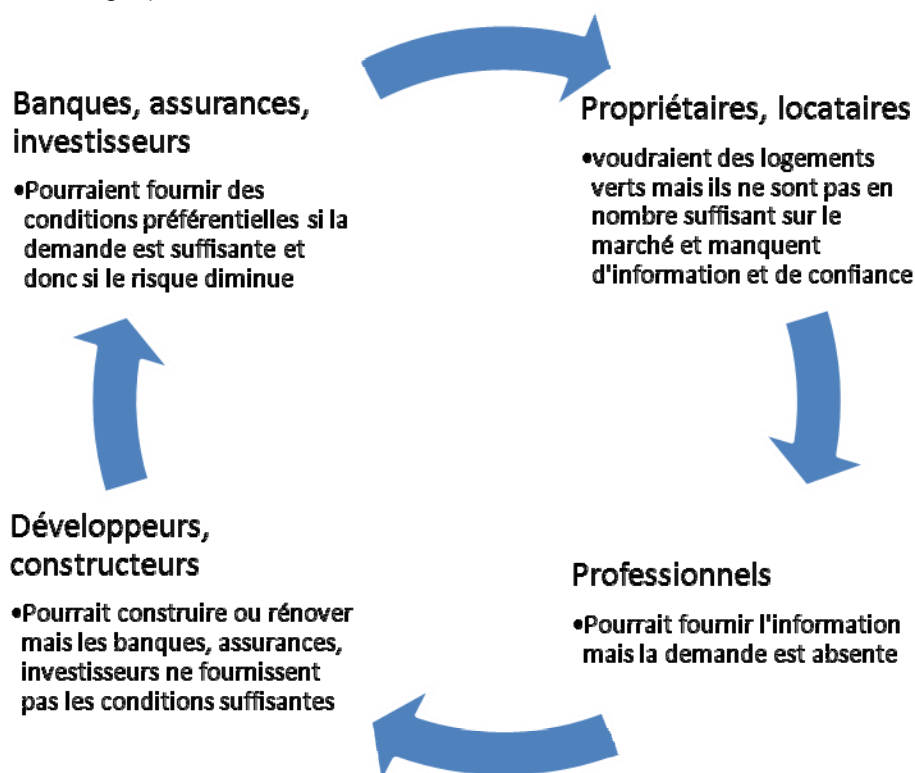 Banques, assurances,
investisseurs
•Pourraient fournir des
conditions préférentielles si la
demande est suffisante et
donc si le risque diminue
Propriétaires, locataires
•voudraient des logements
verts mais ils ne sont pas en
nombre suffisant sur le
marché et manquent
d'information et de confiance
Professionnels
•Pourrait fournir l'information
mais la demande est absente
Développeurs,
constructeurs
•Pourrait construire ou rénover
mais les banques, assurances,
investisseurs ne fournissent
pas les conditions suffisantes